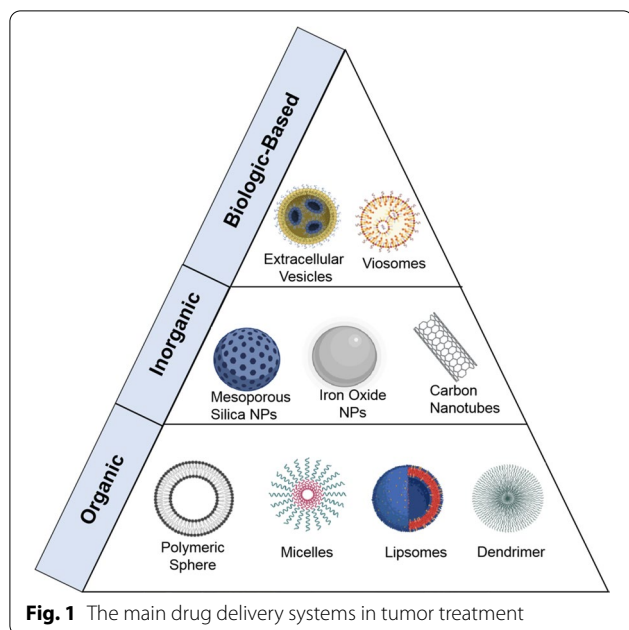 Biologic-Based
Extracellular
Vesicles
Viosomes
Inorganic
Mesoporous
Silica NPs
Iron Oxide
NPs
Carbon
Nanotubes
Organic
Polymeric
Sphere
Micelles
Lipsomes
Dendrimer
Fig. 1 The main drug delivery systems in tumor treatment